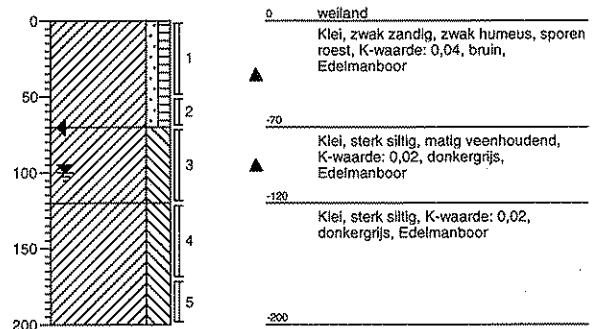 0
50
100
150
200
1
2
3
4
5
0 weiland
Klei, zwak zandig, zwak humeus, sporen
roest, K-waarde: 0,04, bruin,
Edelmanboor
-70
Klei, sterk siltig, matig veenhoudend,
K-waarde: 0,02, donkergrijs,
Edelmanboor
-120
Klei, sterk siltig, K-waarde: 0,02,
donkergrijs, Edelmanboor
-200